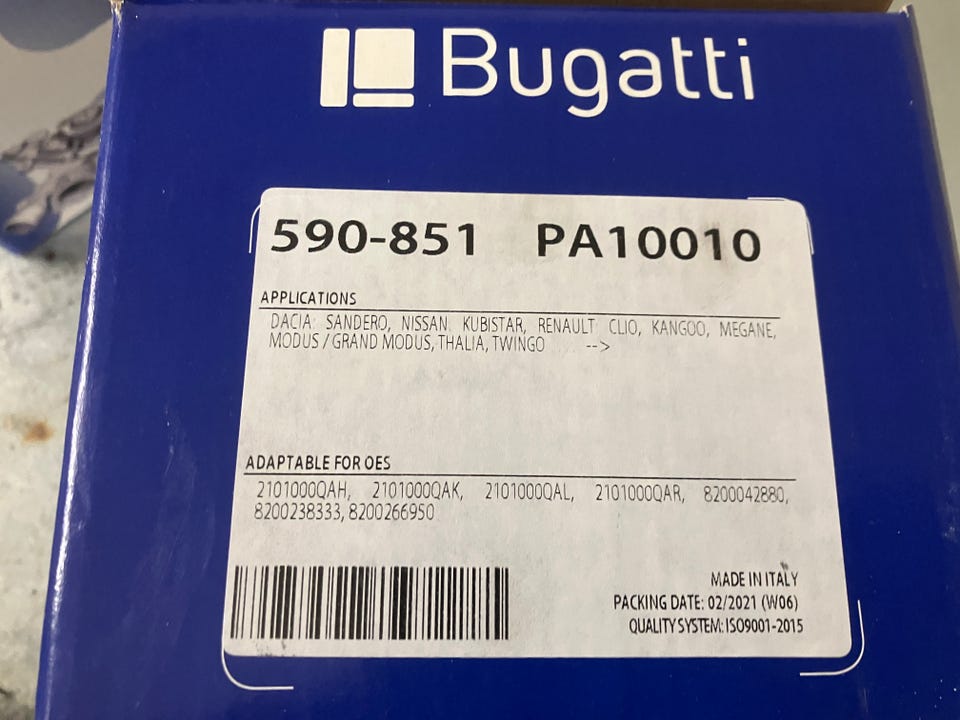 Bugatti
590-851 PA10010
APPLICATIONS
DACIA: SANDERO, NISSAN: KUBISTAR, RENAULT: CLIO, KANGOO, MEGANE,
MODUS / GRAND MODUS, THALIA, TWINGO -->
ADAPTABLE FOR OES
2101000QAH, 2101000QAK, 2101000QAL, 2101000QAR, 8200042880,
8200238333, 8200266950
MADE IN ITALY
PACKING DATE: 02/2021 (W06)
QUALITY SYSTEM: ISO9001-2015